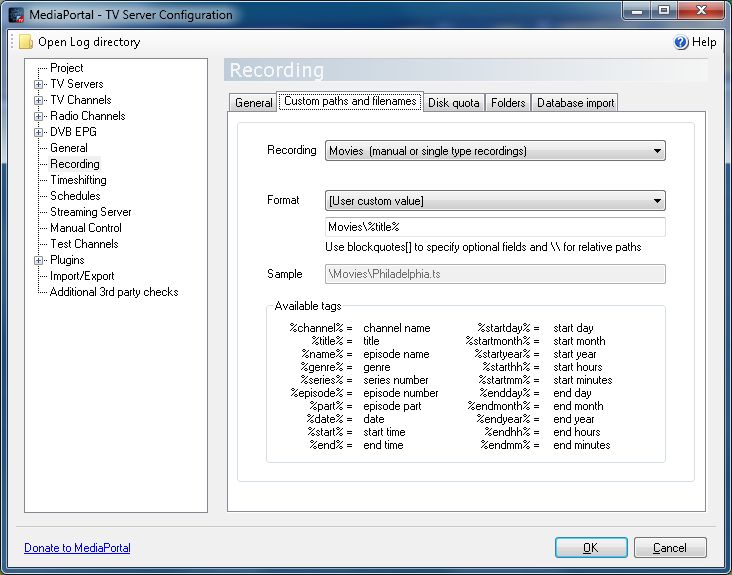 MediaPortal - TV Server Configuration
Open Log directory
Help
Project
TV Servers
TV Channels
Radio Channels
DVB EPG
General
Recording
Timeshifting
Schedules
Streaming Server
Manual Control
Test Channels
Plugins
Import/Export
Additional 3rd party checks
Recording
General
Custom paths and filenames
Disk quota
Folders
Database import
Recording
Movies (manual or single type recordings)
Format
[User custom value]
Movies\%title%
Use blockquotes[] to specify optional fields and \\ for relative paths
Sample
\Movies\Philadelphia.ts
Available tags
%channel% = channel name
%title% = title
%name% = episode name
%genre% = genre
%series% = series number
%episode% = episode number
%part% = episode part
%date% = date
%start% = start time
%end% = end time
%startday% = start day
%startmonth% = start month
%startyear% = start year
%starthh% = start hours
%startmm% = start minutes
%endday% = end day
%endmonth% = end month
%endyear% = end year
%endhh% = end hours
%endmm% = end minutes
Donate to MediaPortal
OK
Cancel